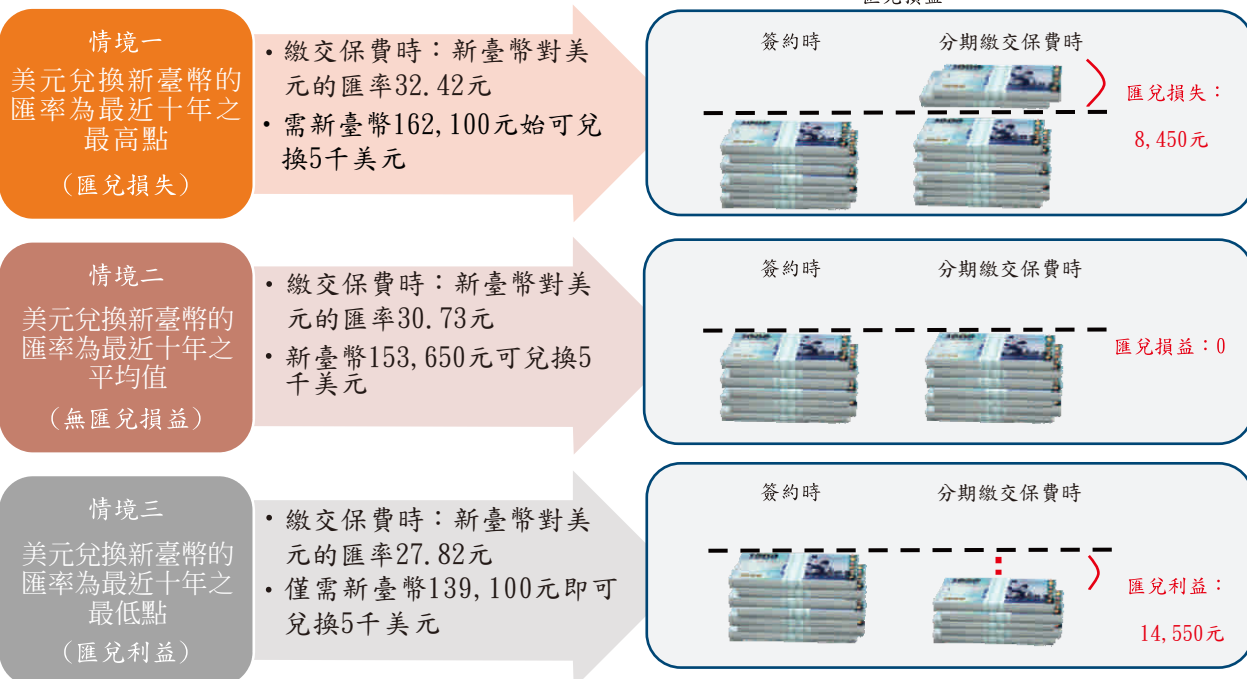 匯兌損益
情境一
美元兌換新臺幣的
匯率為最近十年之
最高點
（匯兌損失）
・繳交保費時：新臺幣對美
元的匯率32.42元
・需新臺幣162,100元始可兌
換5千美元
簽約時
分期繳交保費時
匯兌損失：
8,450元
情境二
美元兌換新臺幣的
匯率為最近十年之
平均值
（無匯兌損益）
・繳交保費時：新臺幣對美
元的匯率30.73元
・新臺幣153,650元可兌換5
千美元
簽約時
分期繳交保費時
匯兌損益：0
情境三
美元兌換新臺幣的
匯率為最近十年之
最低點
（匯兌利益）
・繳交保費時：新臺幣對美
元的匯率27.82元
・僅需新臺幣139,100元即可
兌換5千美元
簽約時
分期繳交保費時
匯兌利益：
14,550元